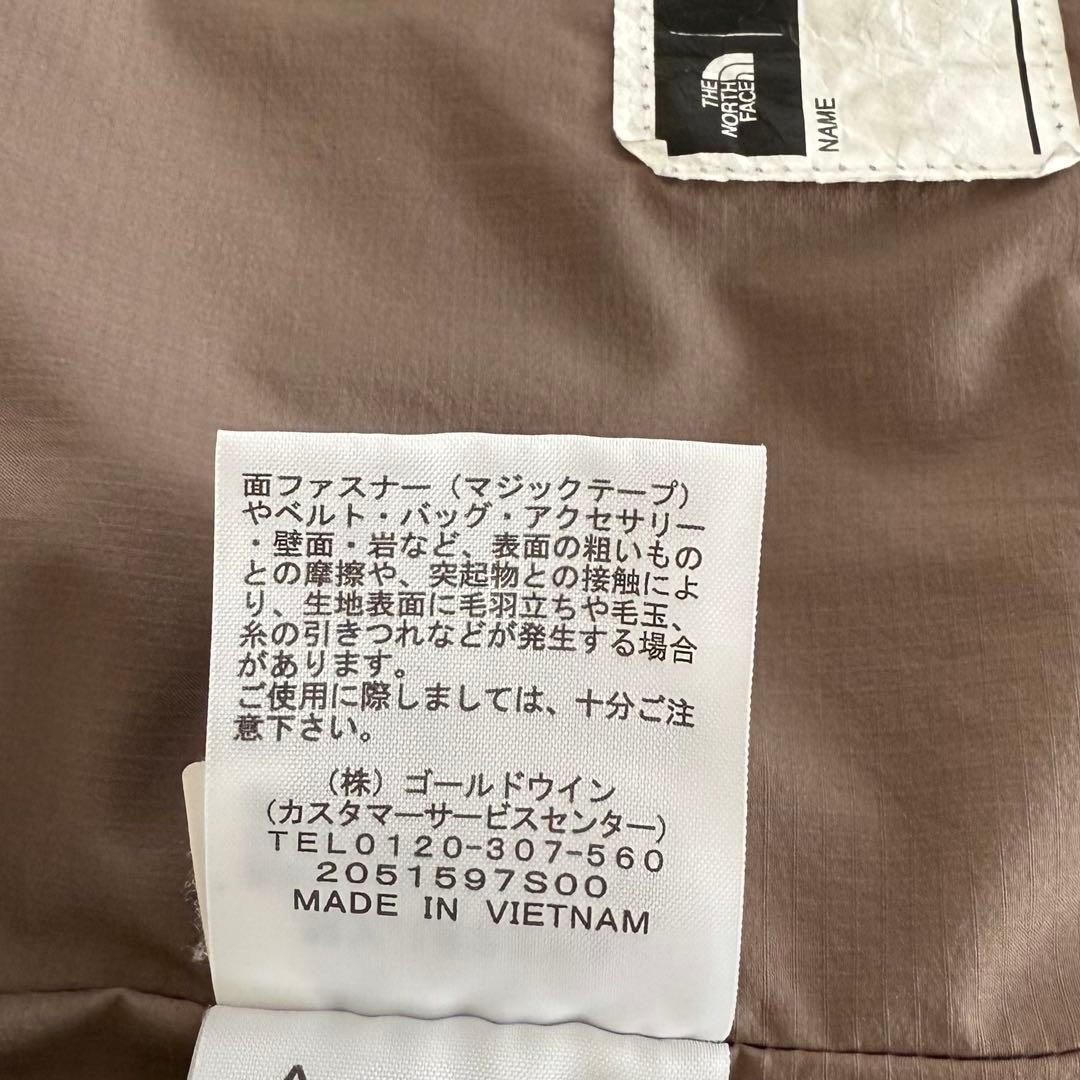 THE
NORTH
FACE
NAME
面ファスナー（マジックテープ）
やベルト・バッグ・アクセサリー
・壁面・岩など、表面の粗いもの
との摩擦や、突起物との接触によ
り、生地表面に毛羽立ちや毛玉、
糸の引きつれなどが発生する場合
があります。
ご使用に際しましては、十分ご注
意下さい。
（株）ゴールドウイン
（カスタマーサービスセンター）
TEL0120-307-560
2051597S00
MADE IN VIETNAM